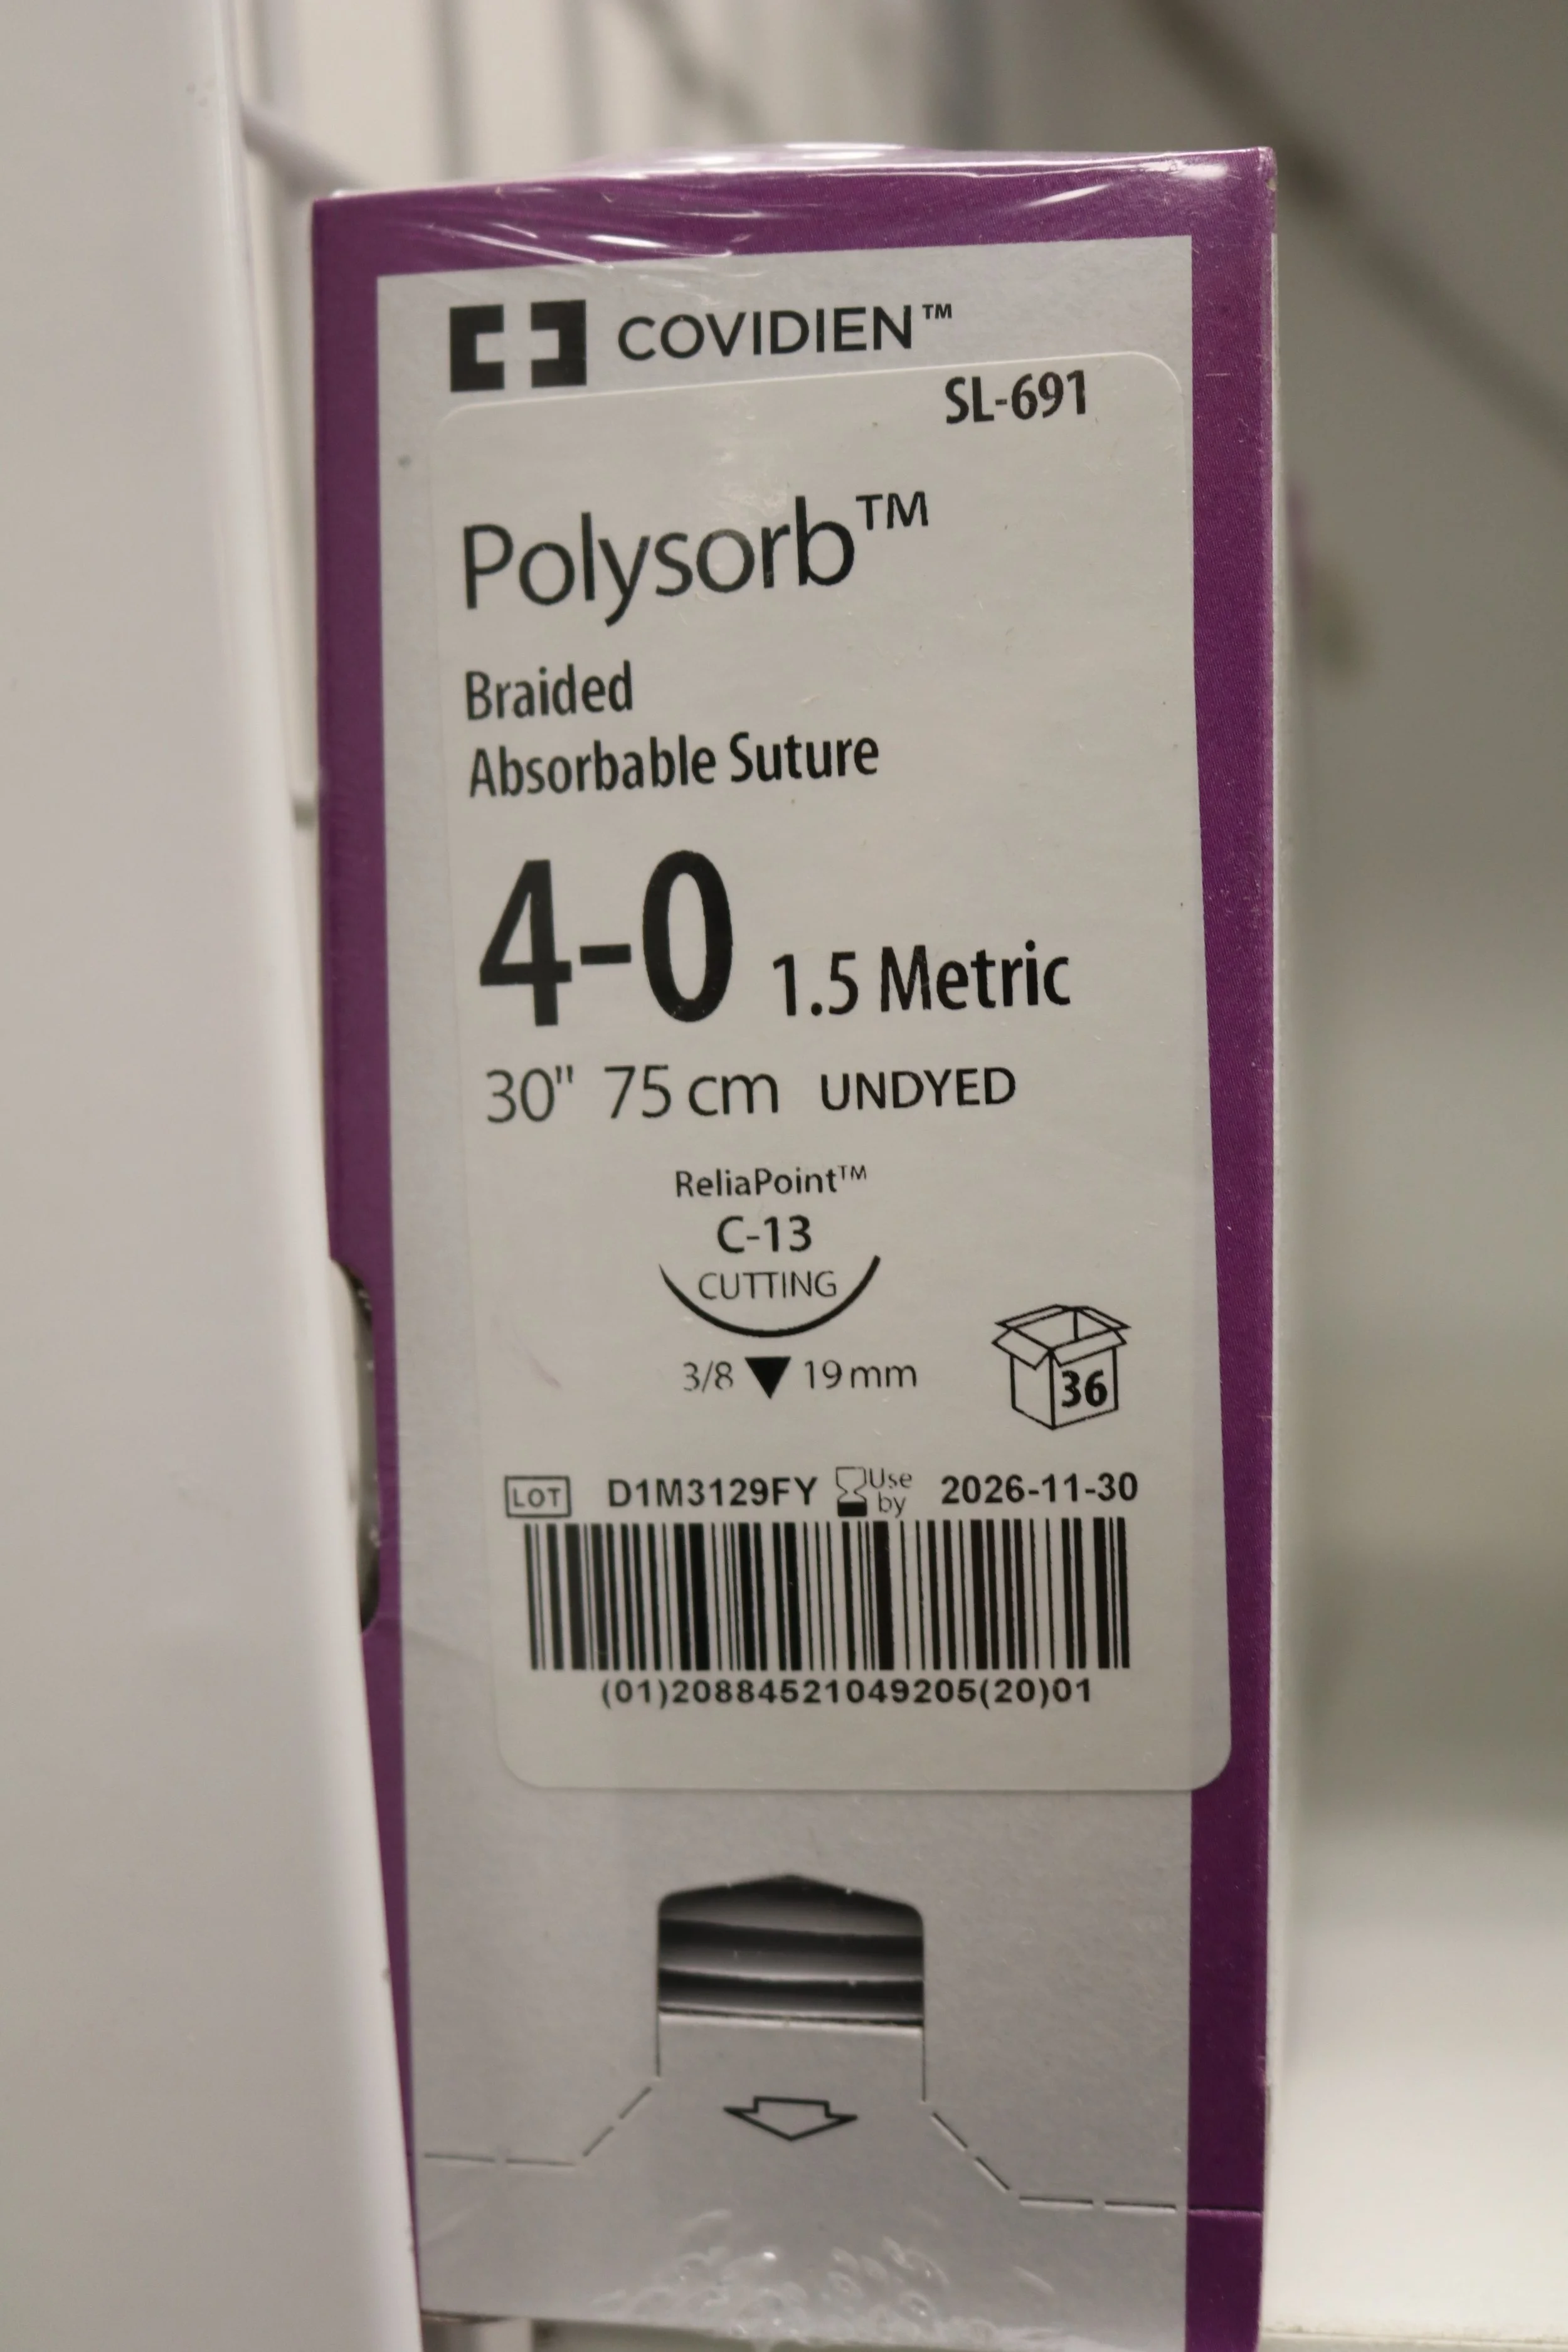 COVIDIEN™
SL-691
Polysorb™
Braided
Absorbable Suture
4-0 1.5 Metric
30" 75 cm UNDYED
ReliaPoint™
C-13
CUTTING
3/8 19 mm
36
LOT D1M3129FY Use by 2026-11-30
(01)20884521049205(20)01